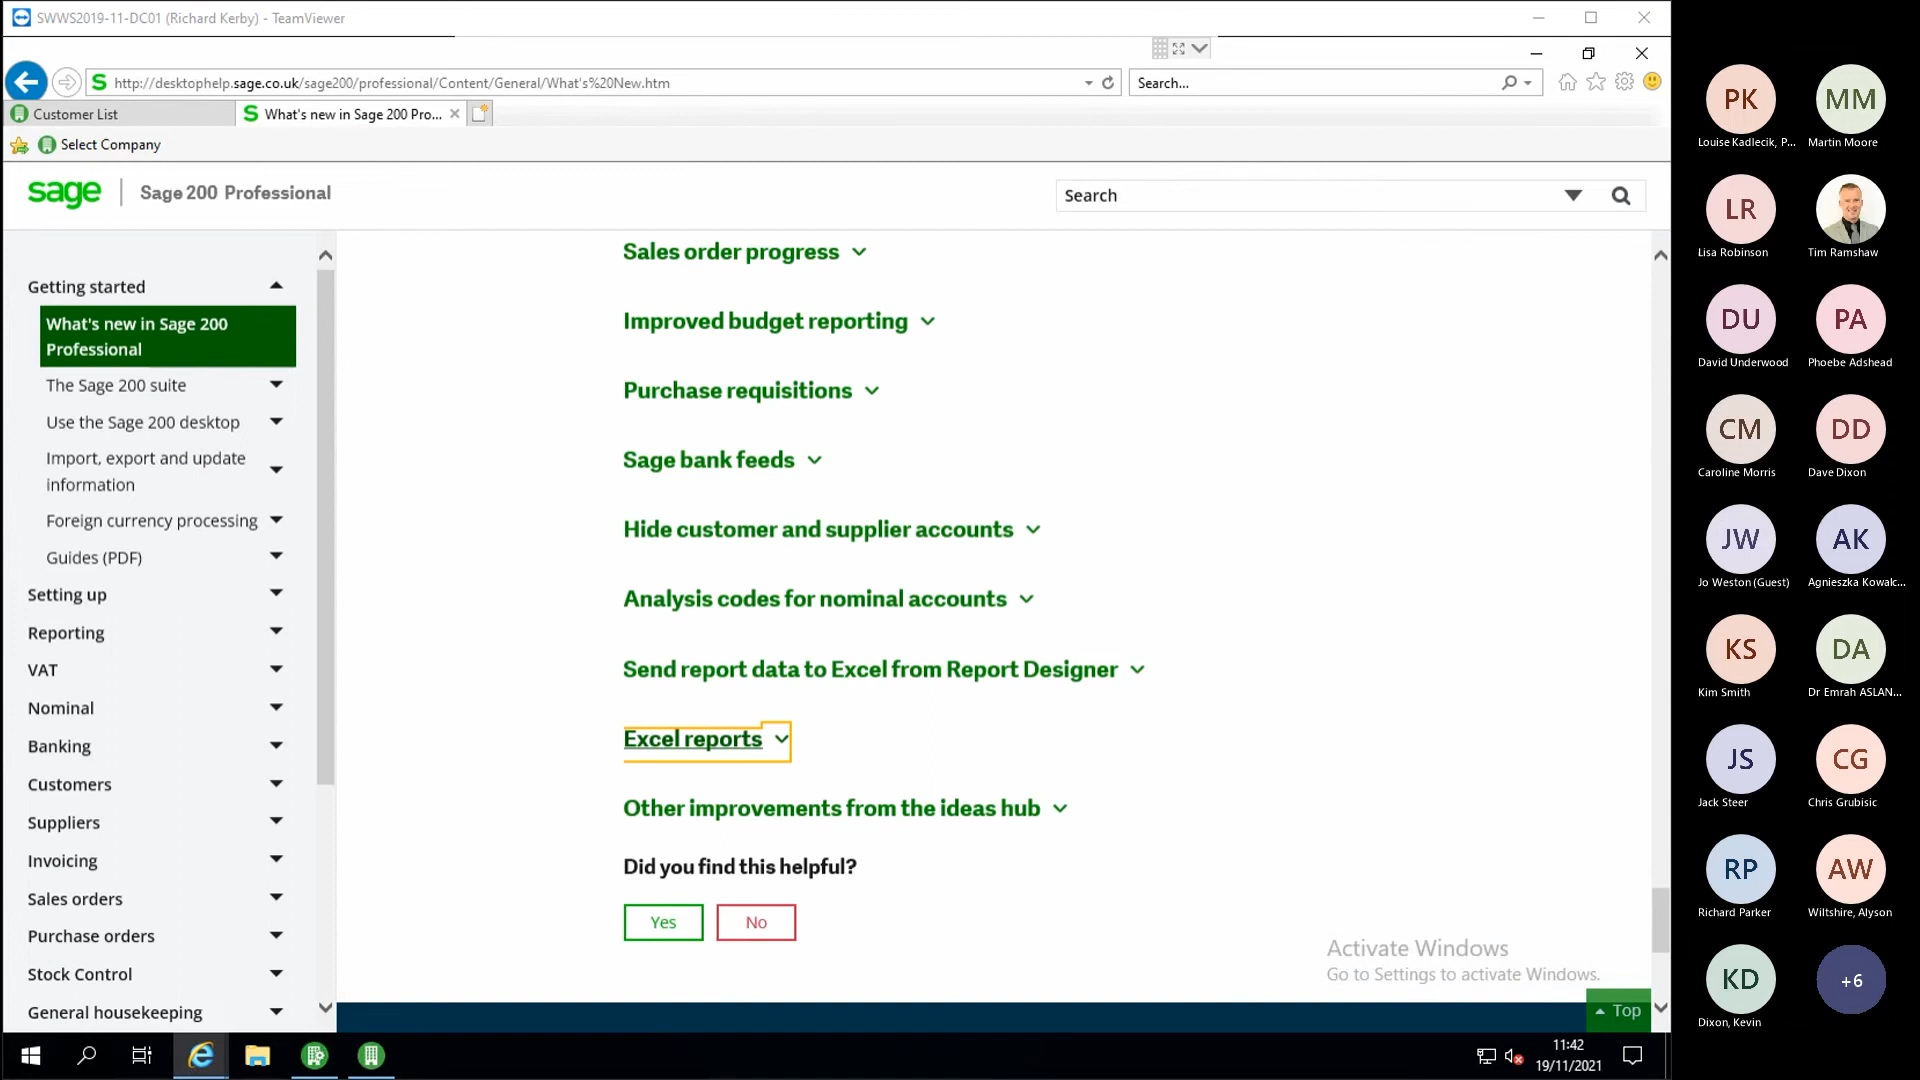 SWWS2019-11-DC01 (Richard Kerby) - TeamViewer
http://desktophelp.sage.co.uk/sage200/professional/Content/General/What's%20New.htm
Search...
Customer List
What's new in Sage 200 Pro...
Select Company
sage
Sage 200 Professional
Search
Getting started
What's new in Sage 200
Professional
The Sage 200 suite
Use the Sage 200 desktop
Import, export and update
information
Foreign currency processing
Guides (PDF)
Setting up
Reporting
VAT
Nominal
Banking
Customers
Suppliers
Invoicing
Sales orders
Purchase orders
Stock Control
General housekeeping
Sales order progress
Improved budget reporting
Purchase requisitions
Sage bank feeds
Hide customer and supplier accounts
Analysis codes for nominal accounts
Send report data to Excel from Report Designer
Excel reports
Other improvements from the ideas hub
Did you find this helpful?
Yes
No
Activate Windows
Go to Settings to activate Windows.
Top
11:42
19/11/2021
PK
Louise Kadlecik, P...
MM
Martin Moore
LR
Lisa Robinson
Tim Ramshaw
DU
David Underwood
PA
Phoebe Adshead
CM
Caroline Morris
DD
Dave Dixon
JW
Jo Weston (Guest)
AK
Agnieszka Kowalc...
KS
Kim Smith
DA
Dr Emrah ASLAN...
JS
Jack Steer
CG
Chris Grubisic
RP
Richard Parker
AW
Wiltshire, Alyson
KD
Dixon, Kevin
+6